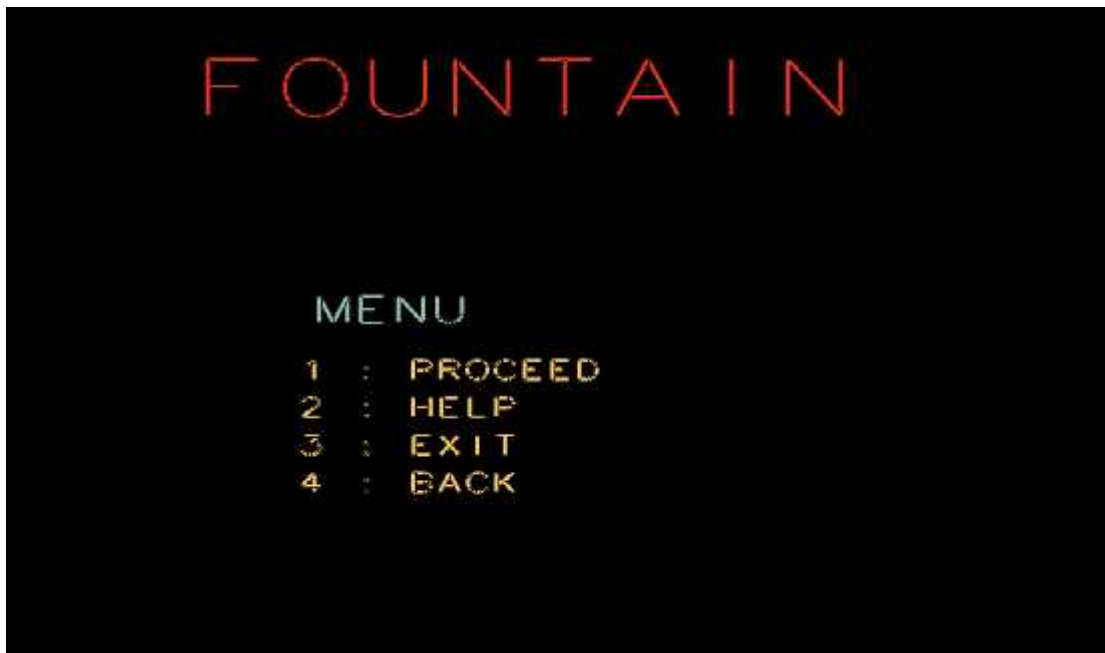 FOUNTAIN
MENU
1 : PROCEED
2 : HELP
3 : EXIT
4 : BACK